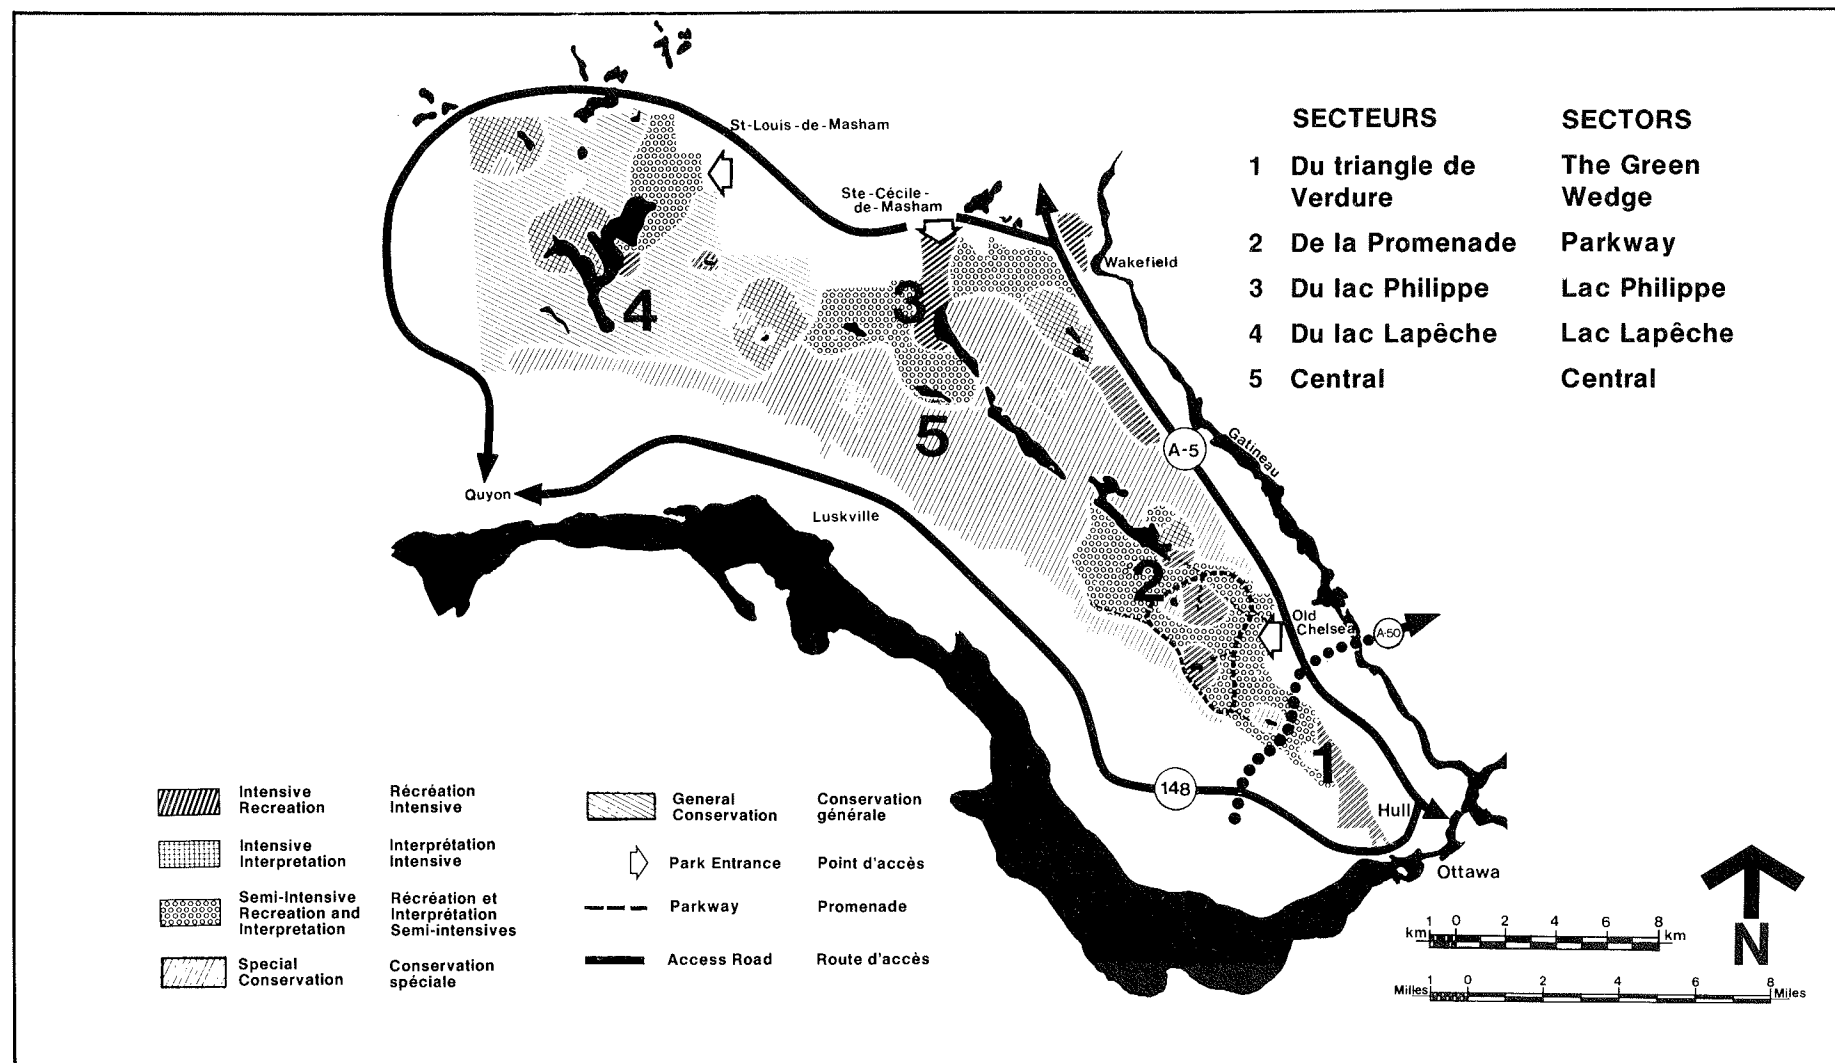 SECTEURS SECTORS
1 Du triangle de The Green
Verdure Wedge
2 De la Promenade Parkway
3 Du lac Philippe Lac Philippe
4 Du lac Lapêche Lac Lapêche
5 Central Central
St-Louis-de-Masham
Ste-Cécile-
de-Masham
Wakefield
3
4
5
A-5
Gatineau
Quyon
Luskville
2
Old
Chelsea
A-50
1
148
Hull
Ottawa
Intensive Récréation
Recreation Intensive
Intensive Interprétation
Interpretation Intensive
Semi-Intensive Récréation et
Recreation and Interprétation
Interpretation Semi-intensives
Special Conservation
Conservation spéciale
General Conservation
Conservation générale
Park Entrance Point d'accès
Parkway Promenade
Access Road Route d'accès
1 0 2 4 6 8
km km
1 0 2 4 6 8
Milles Miles
N